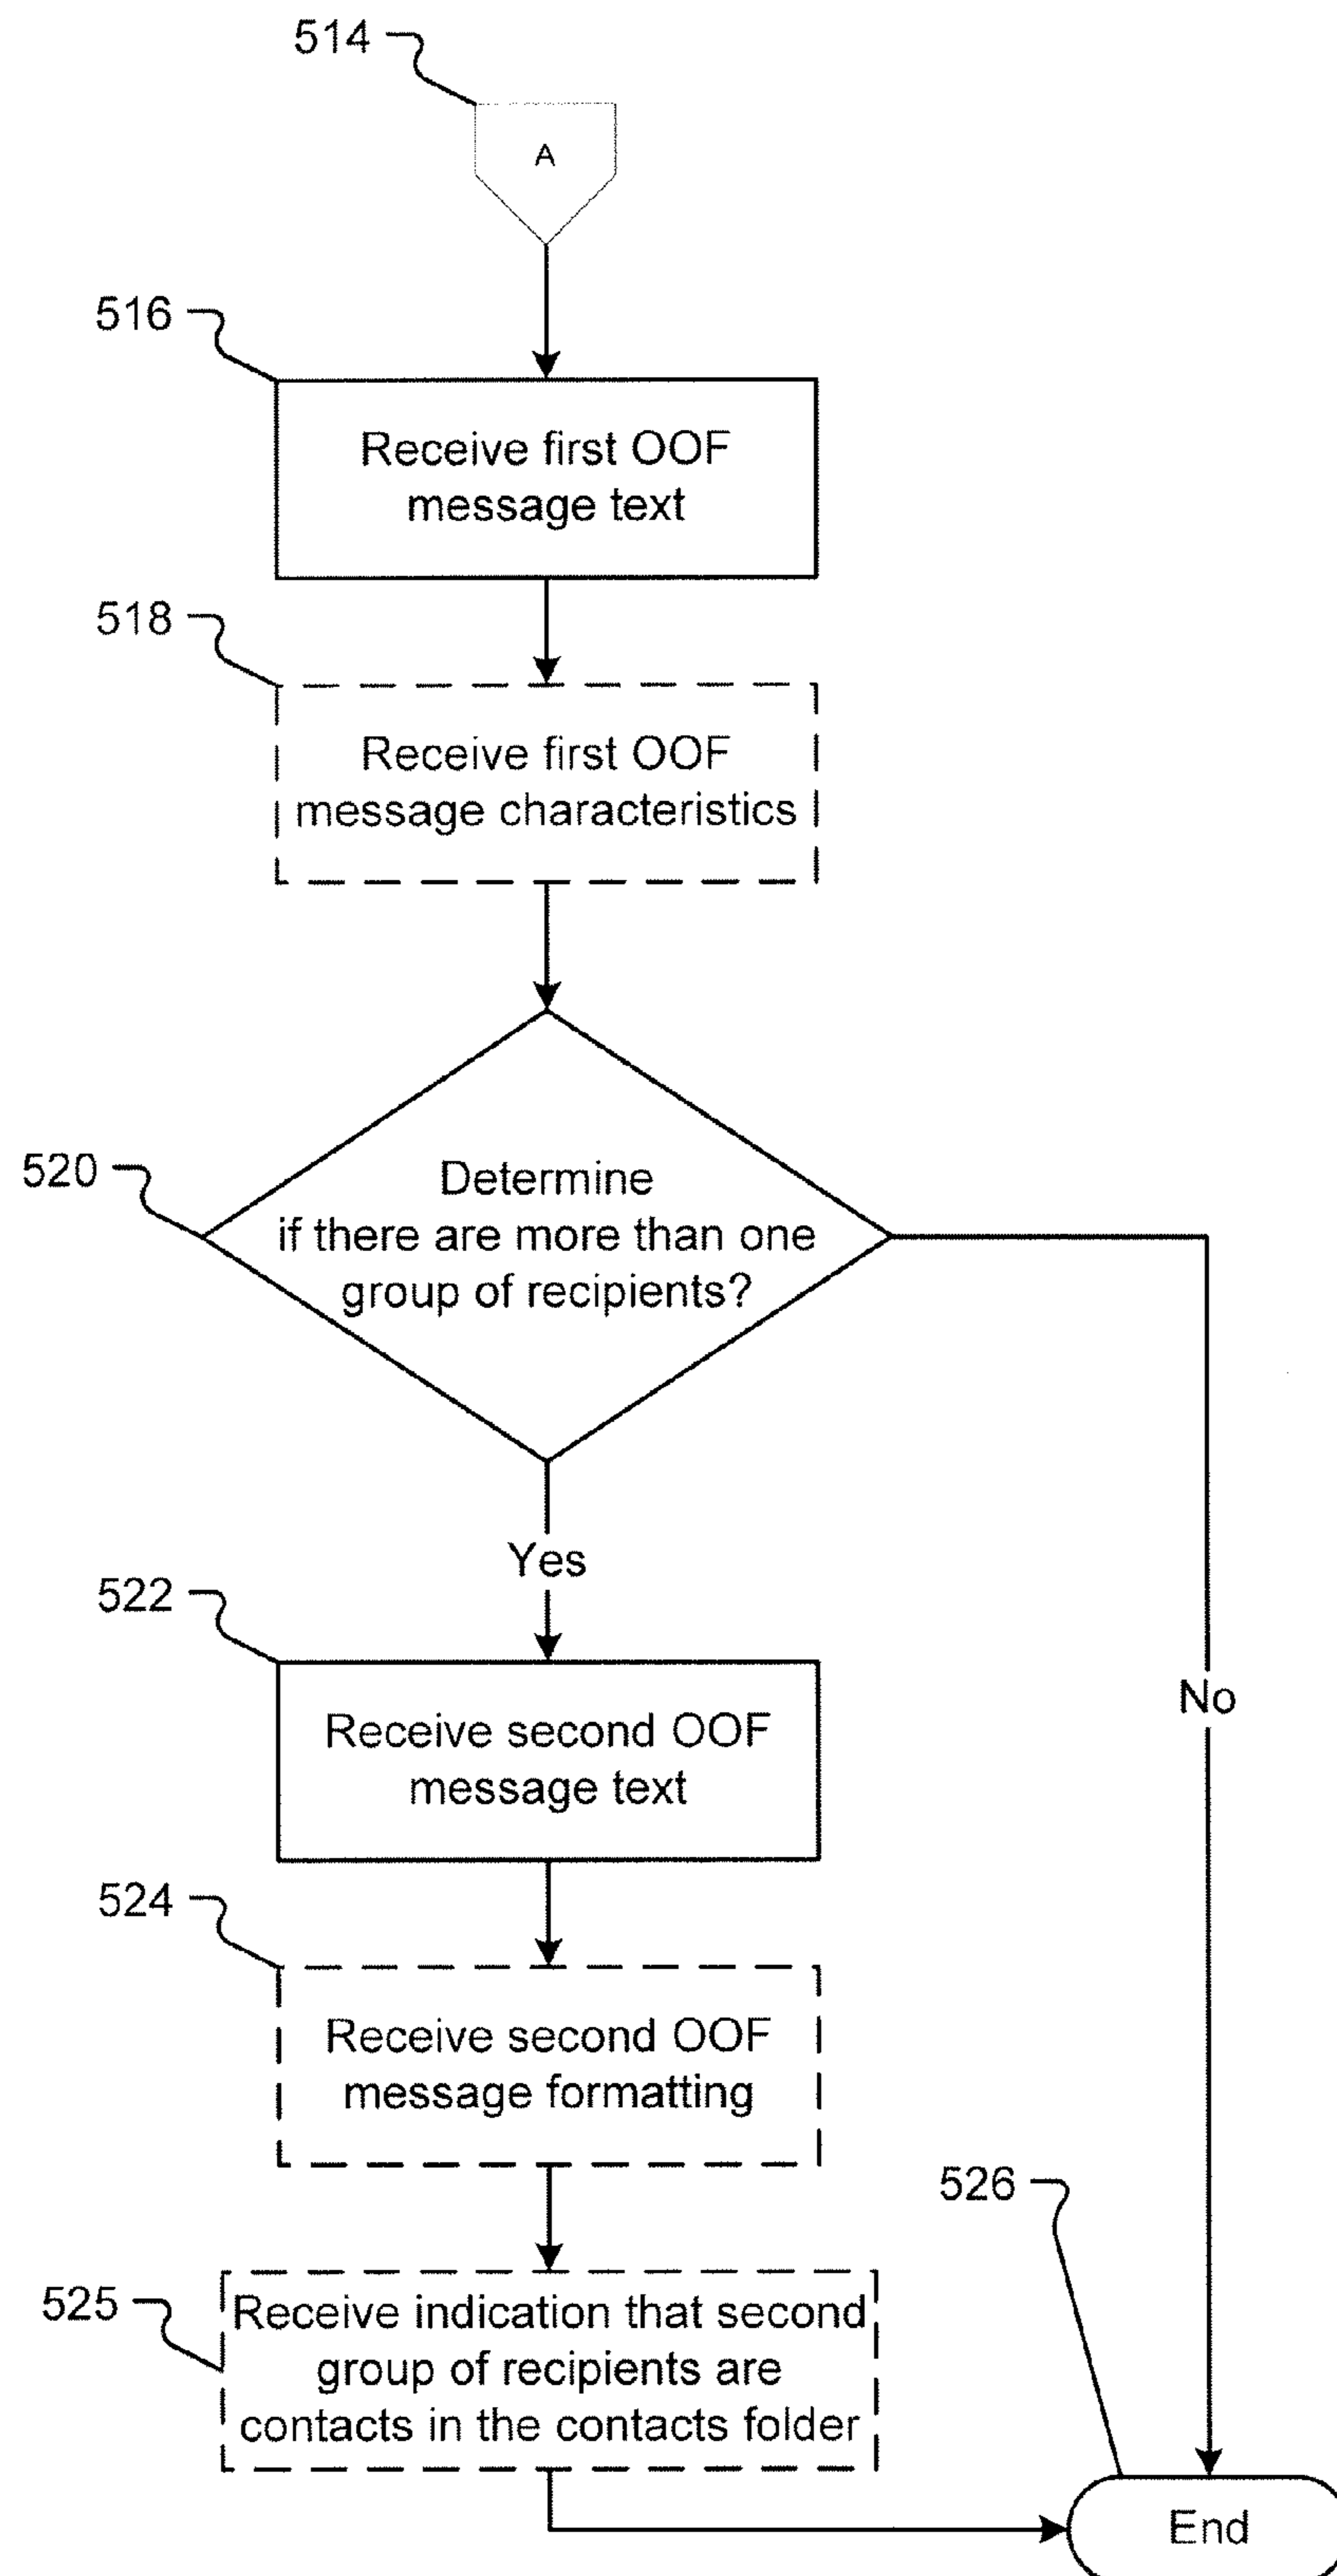 514
A
516
Receive first OOF
message text
518
Receive first OOF
message characteristics
520
Determine
if there are more than one
group of recipients?
Yes
522
Receive second OOF
message text
No
524
Receive second OOF
message formatting
526
525
Receive indication that second
group of recipients are
contacts in the contacts folder
End